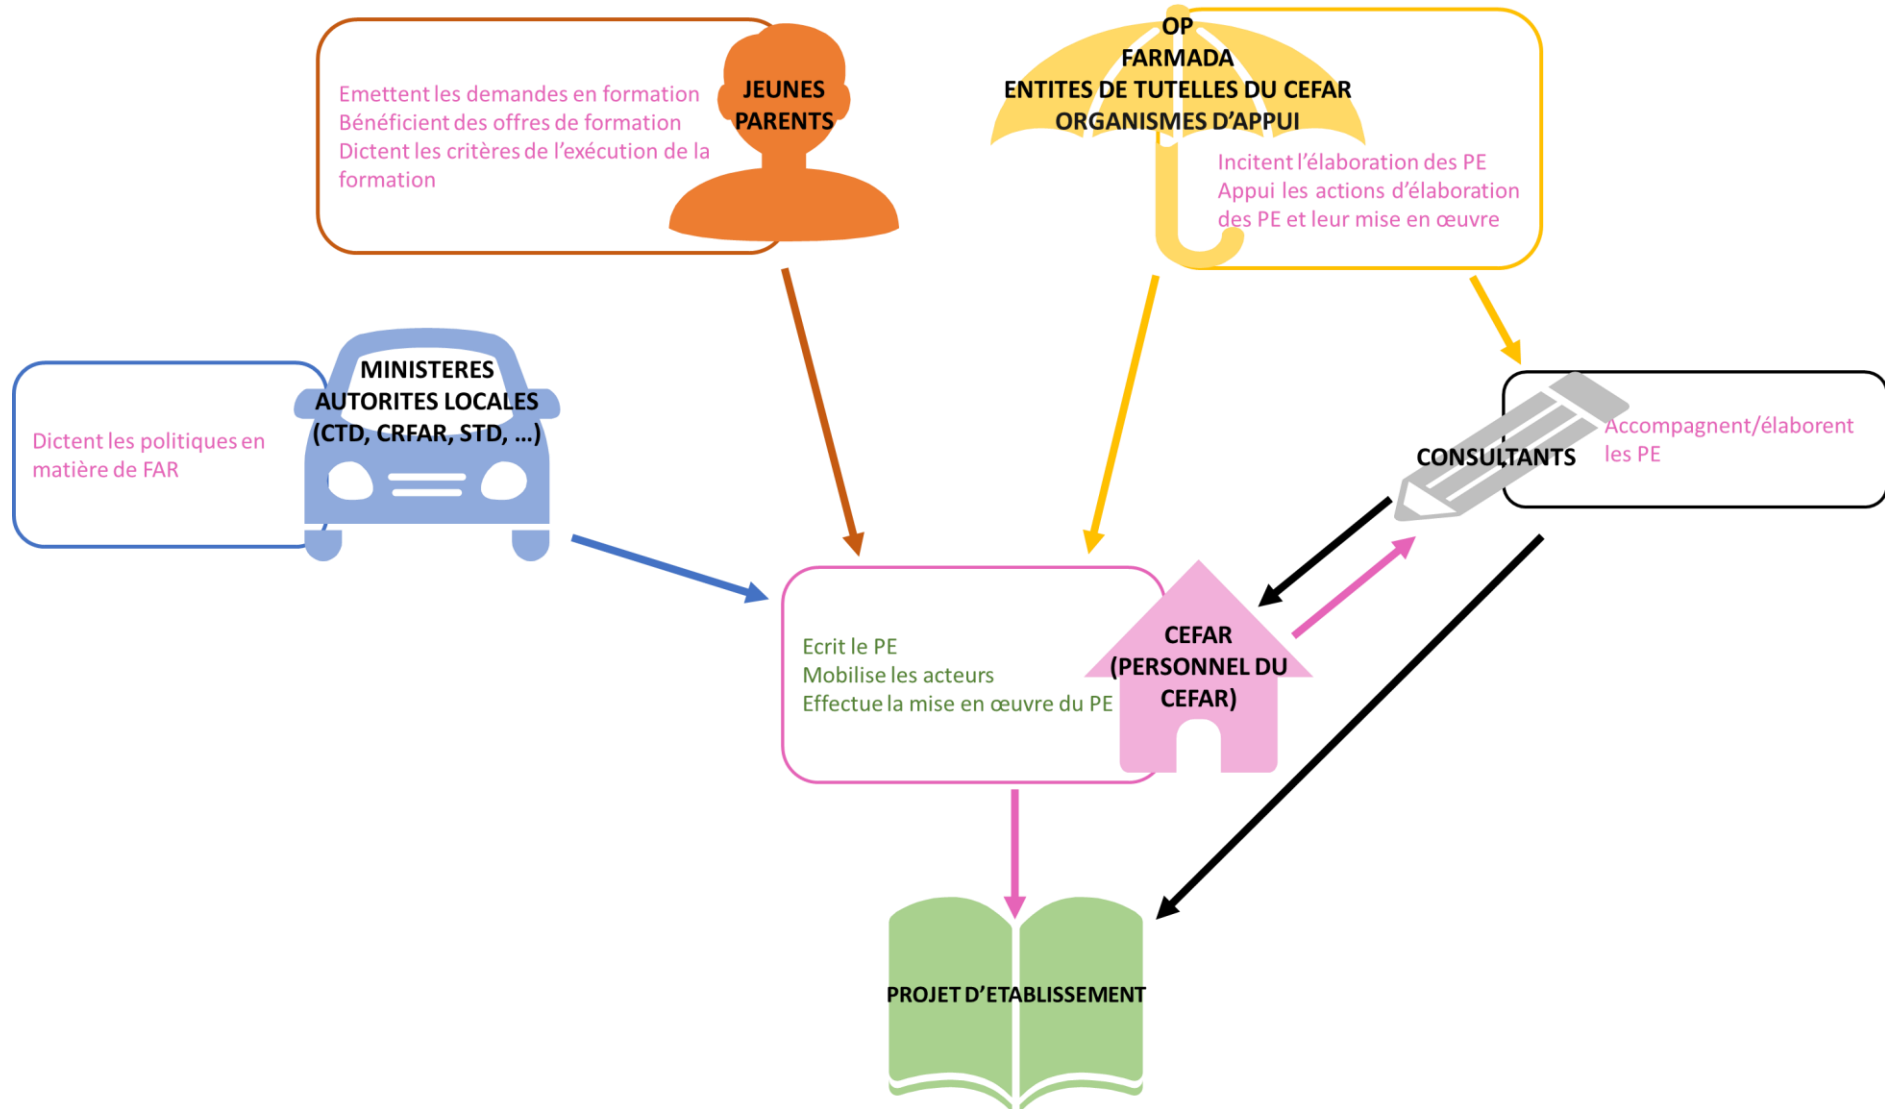 Emettent les demandes en formation
Bénéficient des offres de formation
Dictent les critères de l'exécution de la
formation
JEUNES
PARENTS
OP
FARMADA
ENTITES DE TUTELLES DU CEFAR
ORGANISMES D'APPUI
Incitent l'élaboration des PE
Appui les actions d'élaboration
des PE et leur mise en œuvre
Dictent les politiques en
matière de FAR
MINISTERES
AUTORITES LOCALES
(CTD, CRFAR, STD, ...)
CONSULTANTS
Accompagnent/élaborent
les PE
Ecrit le PE
Mobilise les acteurs
Effectue la mise en œuvre du PE
CEFAR
(PERSONNEL DU
CEFAR)
PROJET D'ETABLISSEMENT